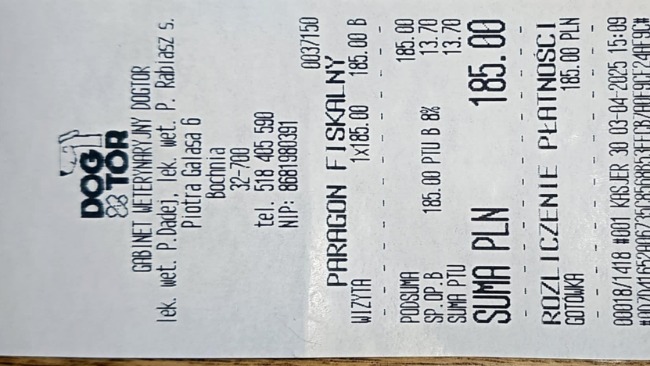 DOG
TOR
GABINET WETERYNARYJNY DOGTOR
lek. wet. P.Dadej, lek. wet. P. Rabiasz s.
Piotra Galasa 6
Bochnia
32-700
tel. 518 485 590
NIP: 8681980391
0037150
PARAGON FISKALNY
WIZYTA 1x185.00 185.00 B
PODSUMA 185.00
SP.OP.B 185.00 PTU B 8% 13.70
SUMA PTU 13.70
SUMA PLN 185.00
ROZLICZENIE PŁATNOŚCI
GOTÓWKA 185.00 PLN
00018/1418 #001 KASJER 30 03-04-2025 15:09